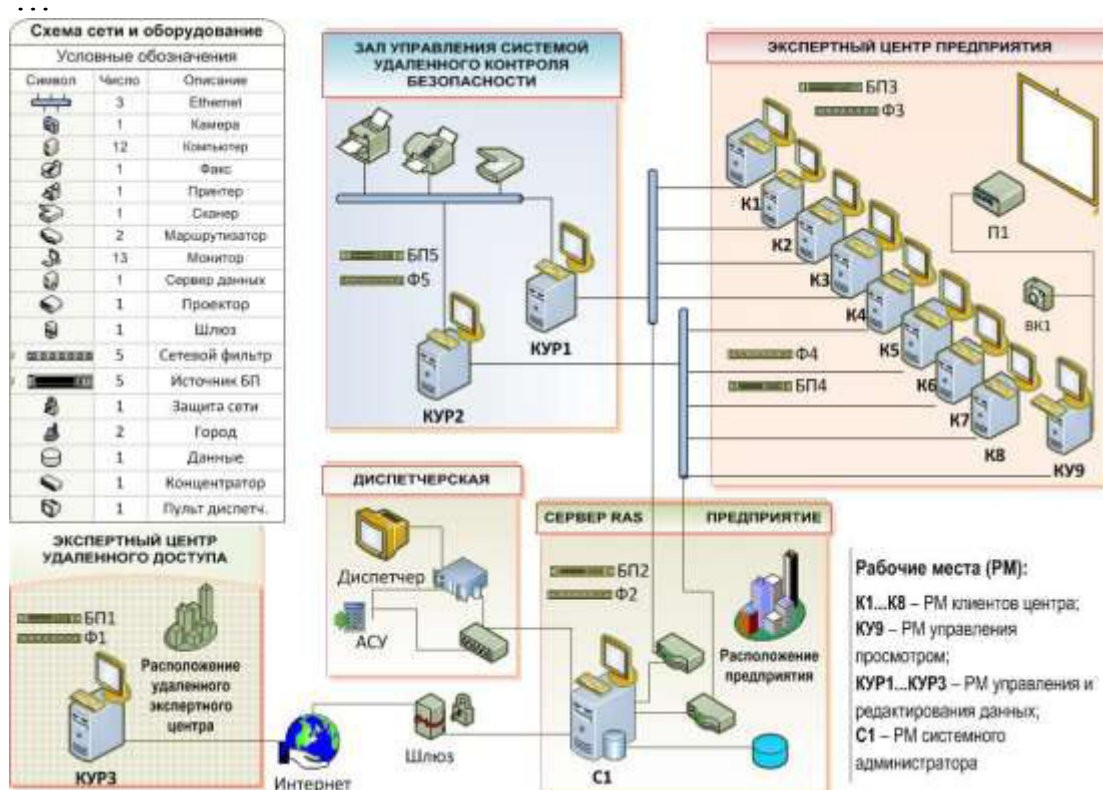 ...
Схема сети и оборудование
Условные обозначения
Символ Число Описание
3 Ethernet
1 Камера
12 Компьютер
1 Факс
1 Принтер
1 Сканер
2 Маршрутизатор
13 Монитор
1 Сервер данных
1 Проектор
1 Шлюз
5 Сетевой фильтр
5 Источник БП
1 Защита сети
2 Город
1 Данные
1 Концентратор
1 Пульт диспетч.
ЗАЛ УПРАВЛЕНИЯ СИСТЕМОЙ
УДАЛЕННОГО КОНТРОЛЯ
БЕЗОПАСНОСТИ
БП5
Ф5
КУР1
КУР2
ЭКСПЕРТНЫЙ ЦЕНТР ПРЕДПРИЯТИЯ
БП3
Ф3
К1
К2
К3
К4
К5
К6
К7
К8
КУ9
П1
ВК1
Ф4
БП4
ЭКСПЕРТНЫЙ ЦЕНТР
УДАЛЕННОГО ДОСТУПА
БП1
Ф1
Расположение
удаленного
экспертного
центра
КУР3
ДИСПЕТЧЕРСКАЯ
Диспетчер
АСУ
Интернет
Шлюз
СЕРВЕР RAS ПРЕДПРИЯТИЕ
БП2
Ф2
Расположение
предприятия
С1
Рабочие места (РМ):
К1...К8 – РМ клиентов центра;
КУ9 – РМ управления
просмотром;
КУР1...КУР3 – РМ управления и
редактирования данных;
С1 – РМ системного
администратора